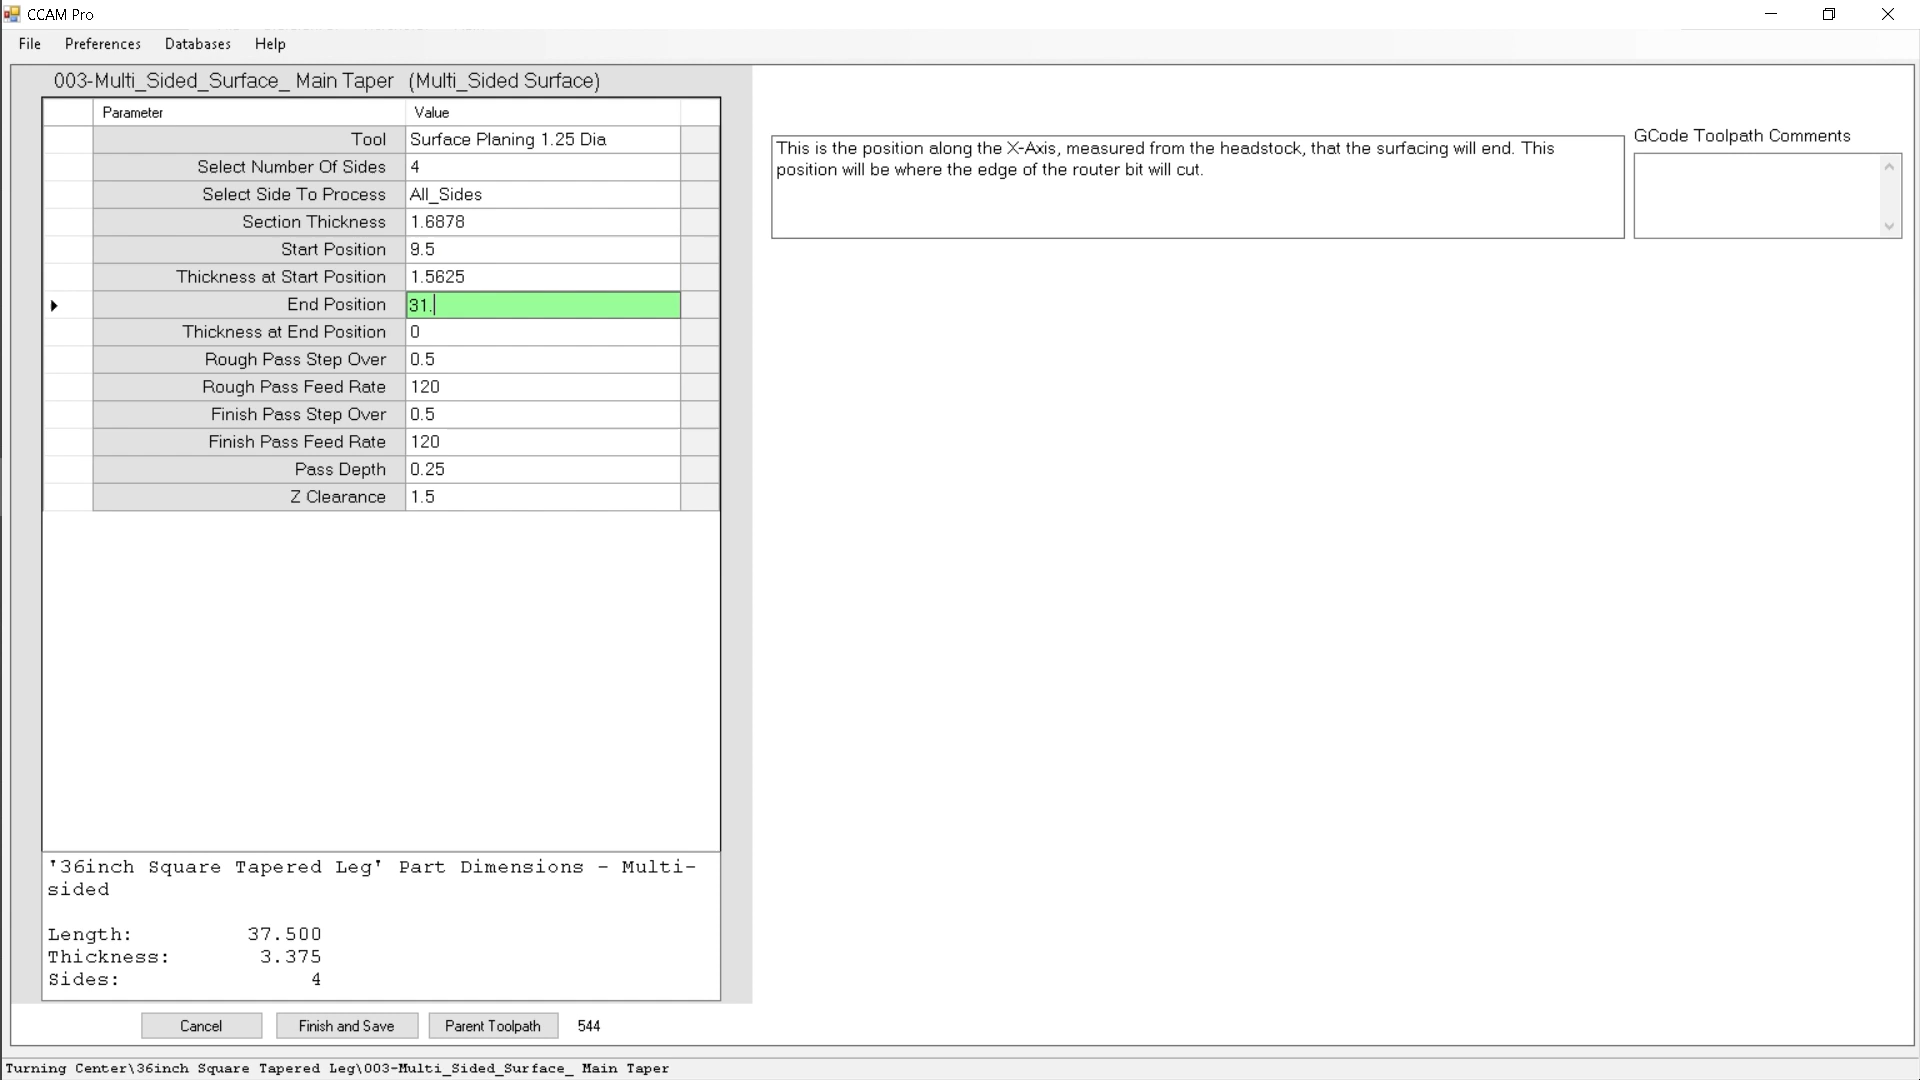 CCAM Pro
File Preferences Databases Help
003-Multi_Sided_Surface_ Main Taper (Multi_Sided Surface)
Parameter Value
Tool Surface Planing 1.25 Dia
Select Number Of Sides 4
Select Side To Process All_Sides
Section Thickness 1.6878
Start Position 9.5
Thickness at Start Position 1.5625
End Position 31.
Thickness at End Position 0
Rough Pass Step Over 0.5
Rough Pass Feed Rate 120
Finish Pass Step Over 0.5
Finish Pass Feed Rate 120
Pass Depth 0.25
Z Clearance 1.5
'36inch Square Tapered Leg' Part Dimensions - Multi-
sided
Length: 37.500
Thickness: 3.375
Sides: 4
Cancel Finish and Save Parent Toolpath 544
This is the position along the X-Axis, measured from the headstock, that the surfacing will end. This
position will be where the edge of the router bit will cut.
GCode Toolpath Comments
Turning Center\36inch Square Tapered Leg\003-Multi_Sided_Surface_ Main Taper